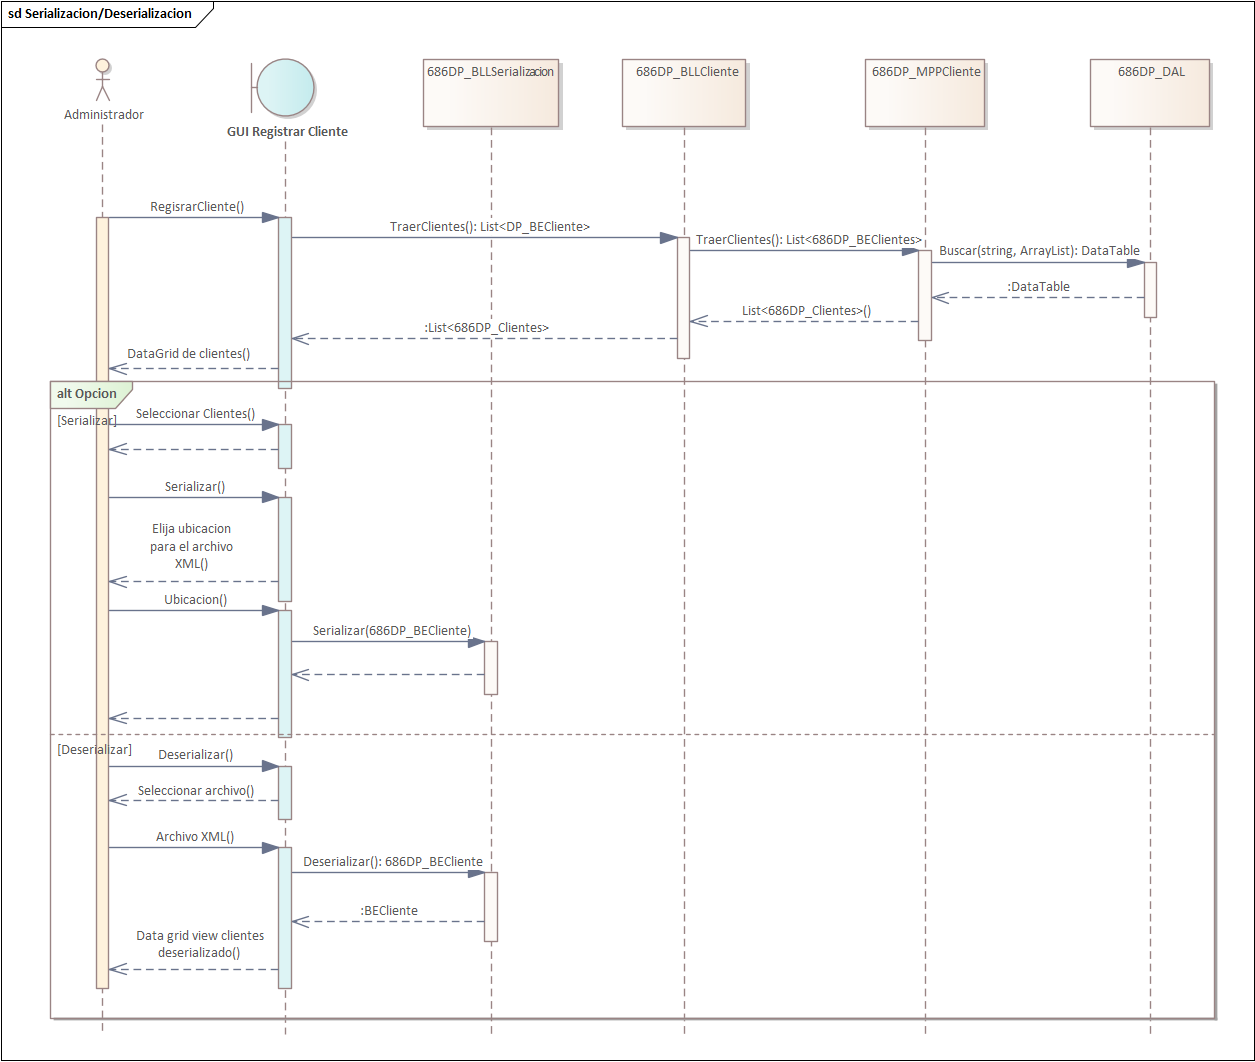 sd Serializacion/Deserializacion
Administrador
GUI Registrar Cliente
686DP_BLLSerializacion
686DP_BLLCliente
686DP_MPPCliente
686DP_DAL
RegisrarCliente()
TraerClientes(): List<DP_BECliente>
TraerClientes(): List<686DP_BEClientes>
Buscar(string, ArrayList): DataTable
:DataTable
List<686DP_Clientes>()
:List<686DP_Clientes>
DataGrid de clientes()
alt Opcion
[Serializar]
Seleccionar Clientes()
Serializar()
Elija ubicacion
para el archivo
XML()
Ubicacion()
Serializar(686DP_BECliente)
[Deserializar]
Deserializar()
Seleccionar archivo()
Archivo XML()
Deserializar(): 686DP_BECliente
:BECliente
Data grid view clientes
deserializado()